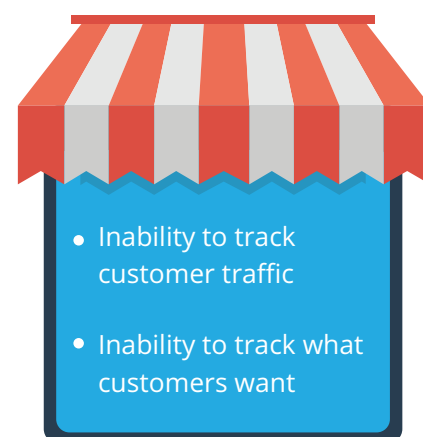 • Inability to track
customer traffic
• Inability to track what
customers want